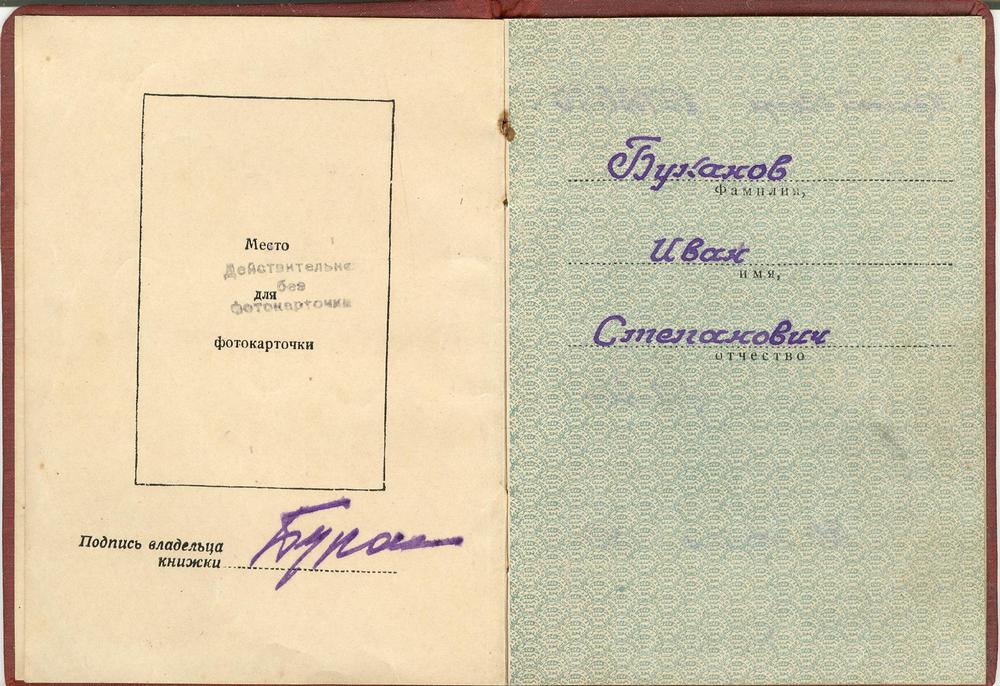 Место
Действительно
без
для
фотокарточки
фотокарточки
Подпись владельца
книжки
Буканов
Фамилия,
Иван
имя,
Степанович
отчество